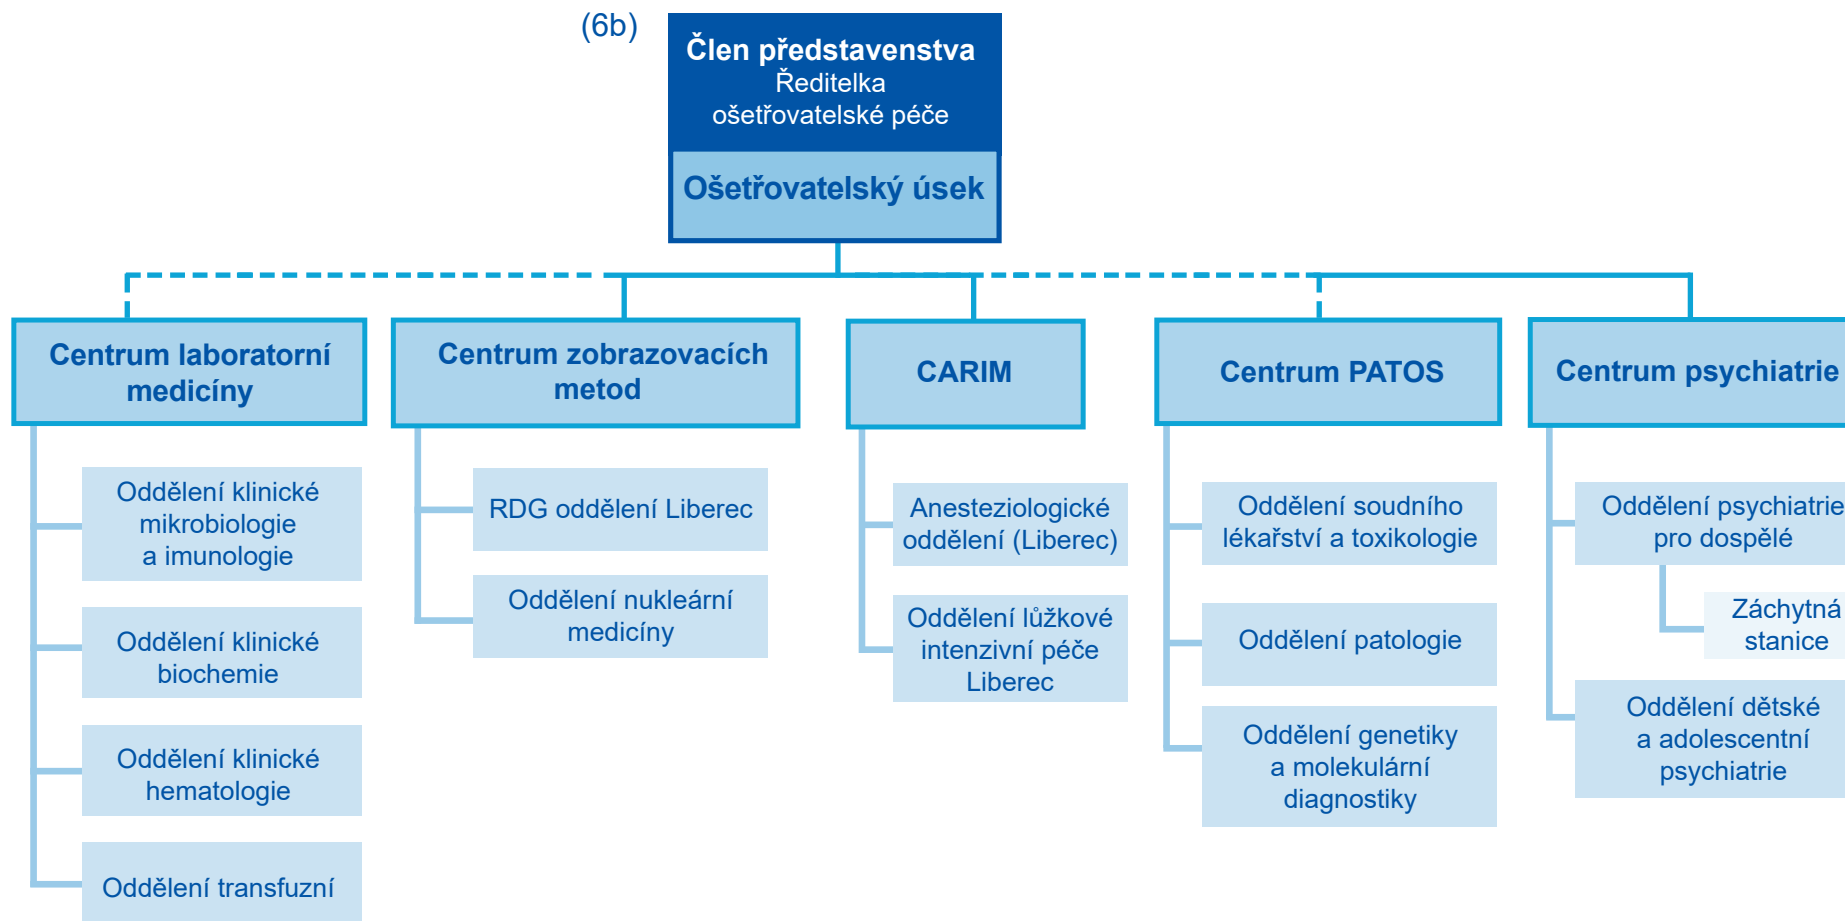 (6b)
Člen představenstva
Ředitelka
ošetřovatelské péče
Ošetřovatelský úsek
Centrum laboratorní
medicíny
Oddělení klinické
mikrobiologie
a imunologie
Oddělení klinické
biochemie
Oddělení klinické
hematologie
Oddělení transfuzní
Centrum zobrazovacích
metod
RDG oddělení Liberec
Oddělení nukleární
medicíny
CARIM
Anesteziologické
oddělení (Liberec)
Oddělení lůžkové
intenzivní péče
Liberec
Centrum PATOS
Oddělení soudního
lékařství a toxikologie
Oddělení patologie
Oddělení genetiky
a molekulární
diagnostiky
Centrum psychiatrie
Oddělení psychiatrie
pro dospělé
Záchytná
stanice
Oddělení dětské
a adolescentní
psychiatrie